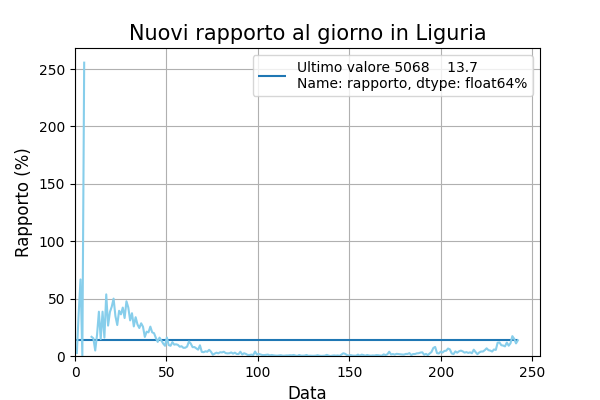 Nuovi rapporto al giorno in Liguria
Ultimo valore 5068    13.7
Name: rapporto, dtype: float64%
Rapporto (%)
250
200
150
100
50
0
0 50 100 150 200 250
Data